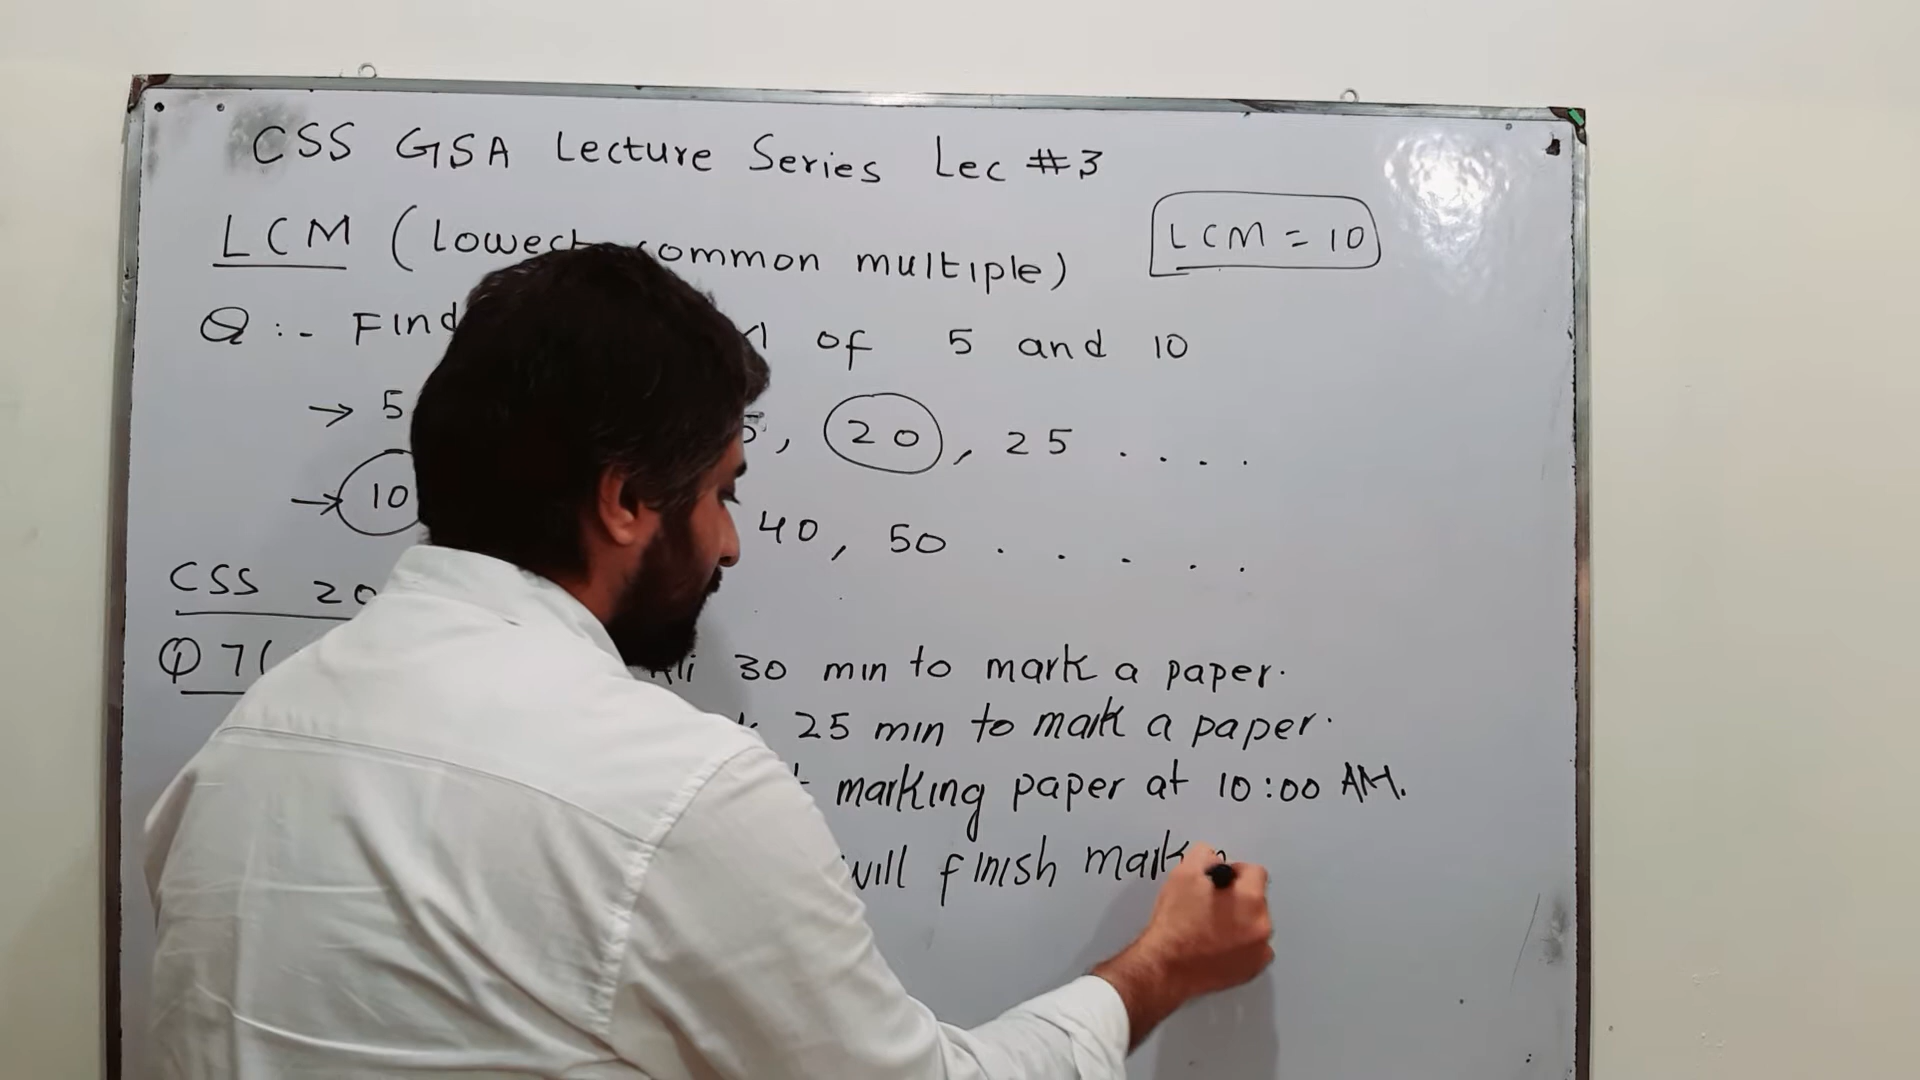 CSS GSA Lecture Series Lec #3
LCM (Lowest common multiple)
LCM = 10
Q :- Find of 5 and 10
→ 5 , 20 , 25 . . . .
→ 10 40 , 50 . . . . .
CSS 20
Q 7( Ali 30 min to mark a paper.
25 min to mark a paper.
marking paper at 10:00 AM.
will finish mark